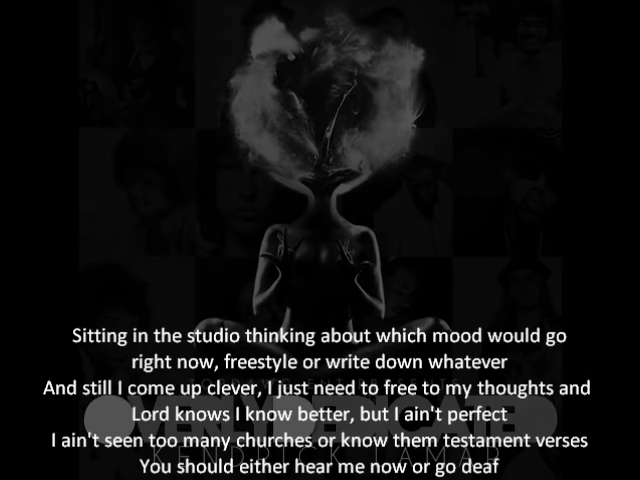 Sitting in the studio thinking about which mood would go
right now, freestyle or write down whatever
And still I come up clever, I just need to free to my thoughts and
Lord knows I know better, but I ain't perfect
I ain't seen too many churches or know them testament verses
You should either hear me now or go deaf
KENDRICK LAMAR